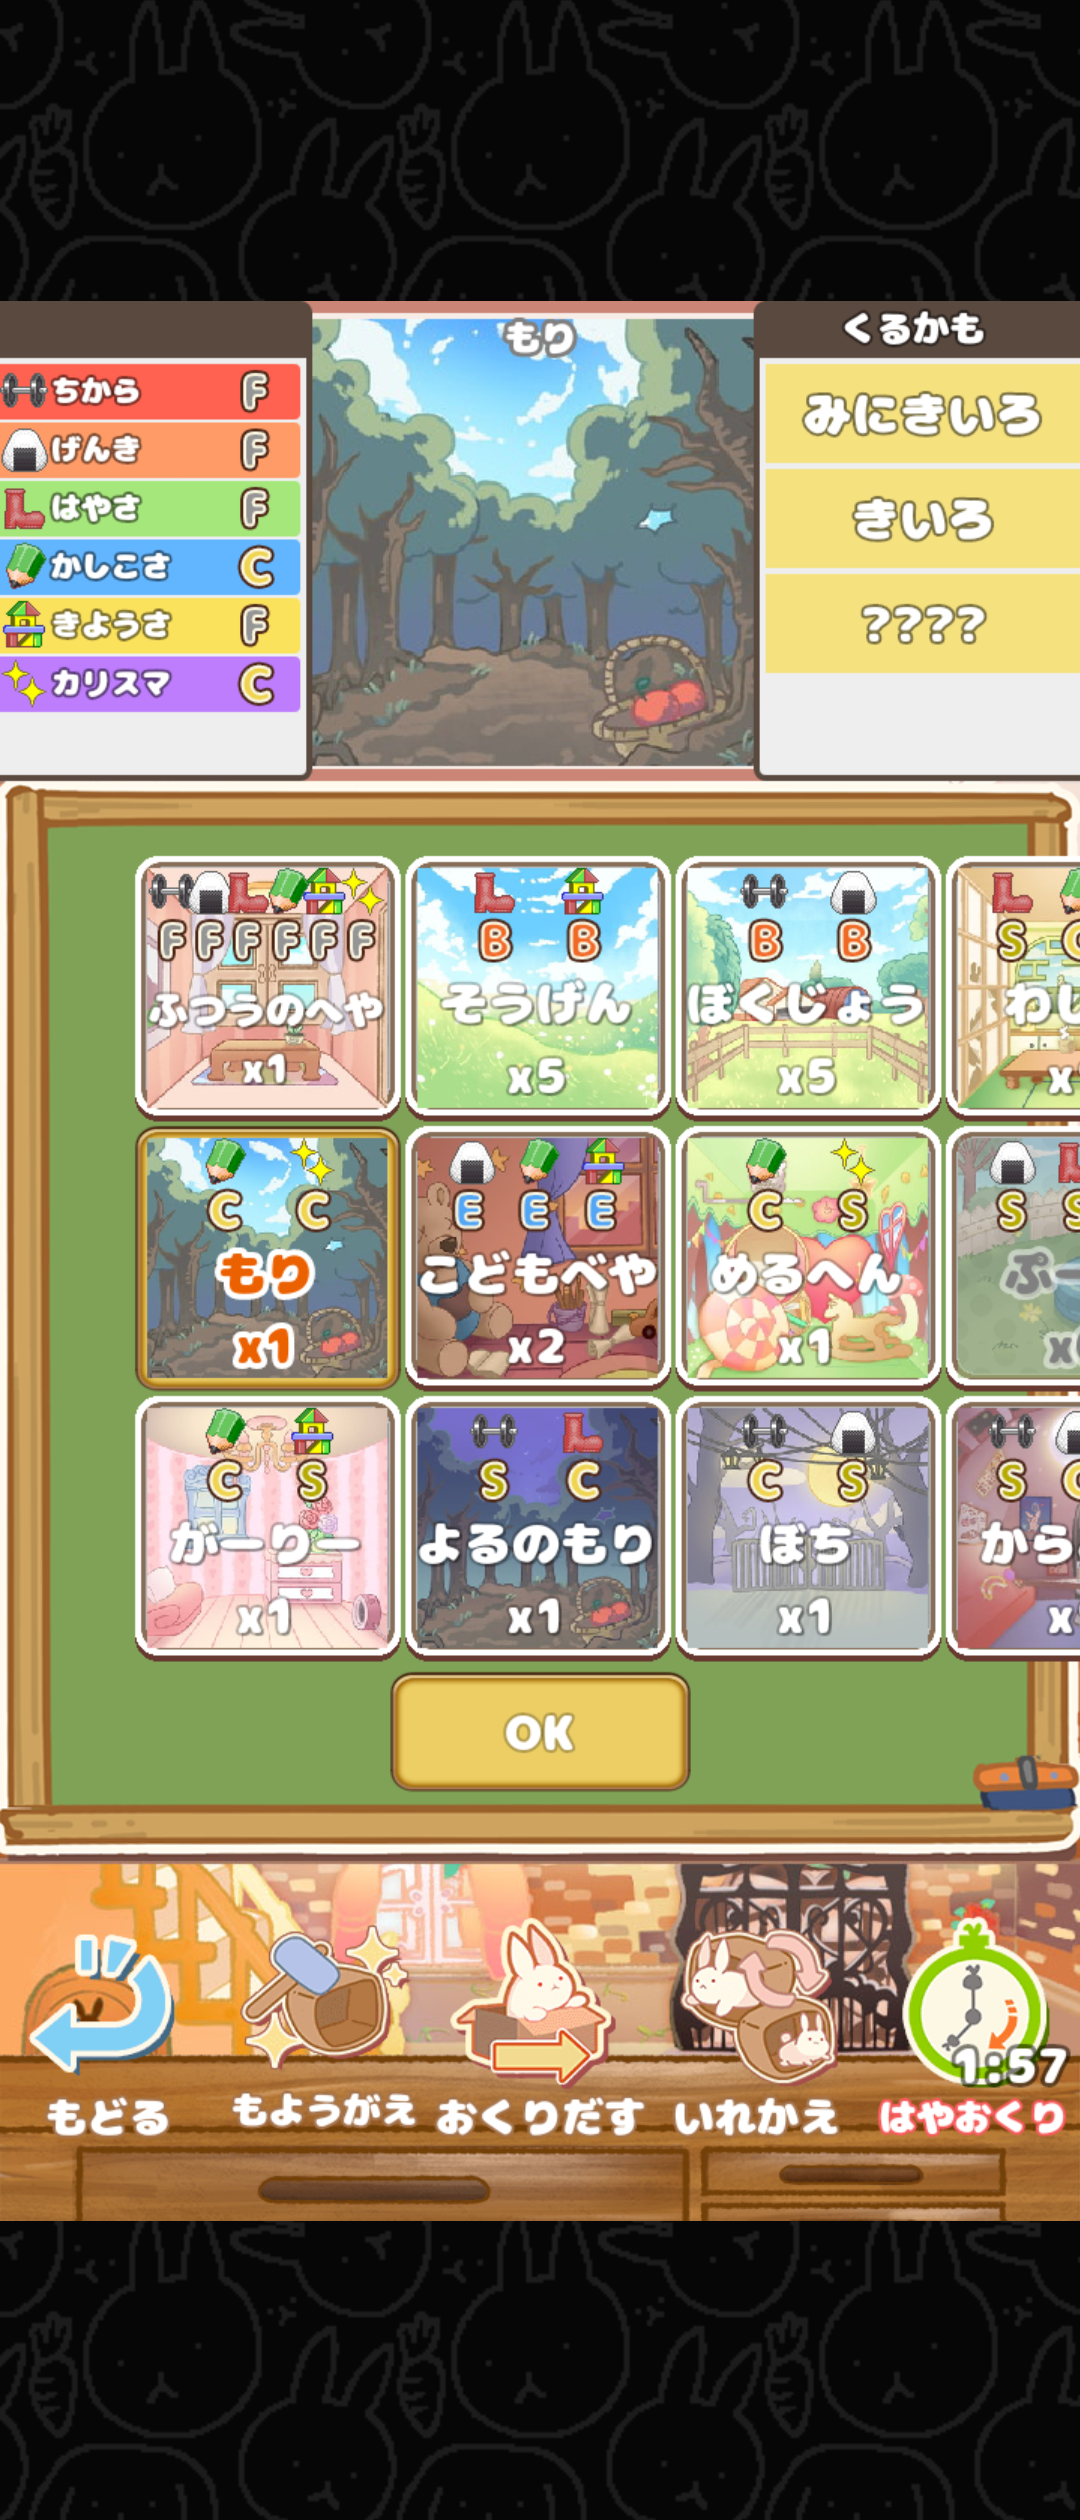 もり
くるかも
ちから F
げんき F
はやさ F
かしこさ C
きようさ F
カリスマ C
みにきいろ
きいろ
????
F F F F F F
ふつうのへや
x1
B B
そうげん
x5
B B
ぼくじょう
x5
S
C C
もり
x1
E E E
こどもべや
x2
C S
めるへん
x1
S S
ぷー
C S
がーりー
x1
S C
よるのもり
x1
C S
ぼち
x1
S
から
OK
1:57
もどる
もようがえ
おくりだす
いれかえ
はやおくり